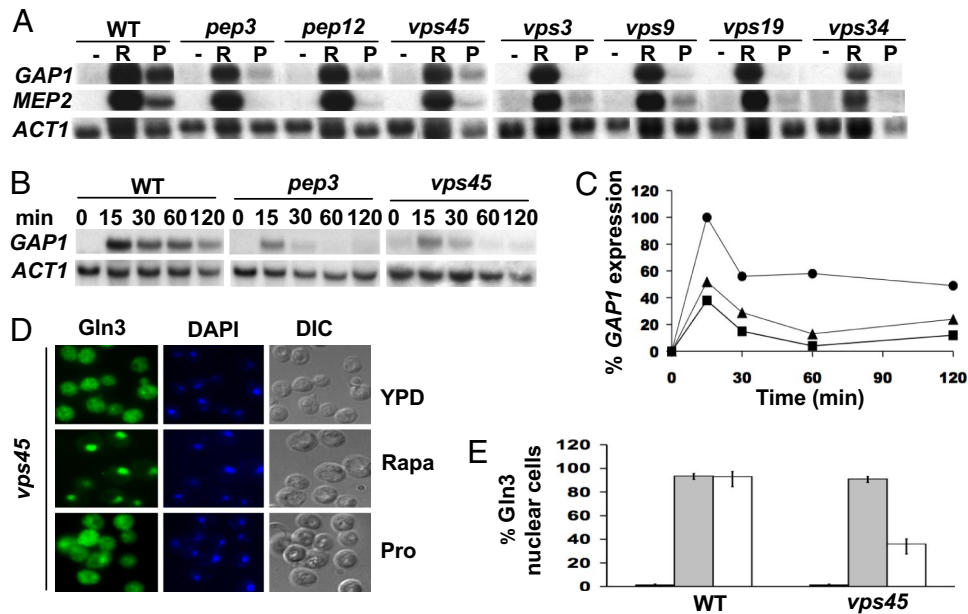 A
WT pep3 pep12 vps45 vps3 vps9 vps19 vps34
- R P - R P - R P - R P - R P - R P - R P - R P
GAP1
MEP2
ACT1
B
WT pep3 vps45
min 0 15 30 60 120 0 15 30 60 120 0 15 30 60 120
GAP1
ACT1
C
% GAP1 expression
120
100
80
60
40
20
0
0 30 60 90 120
Time (min)
D
Gln3 DAPI DIC
vps45
YPD
Rapa
Pro
E
% Gln3
nuclear cells
120
100
80
60
40
20
0
WT vps45